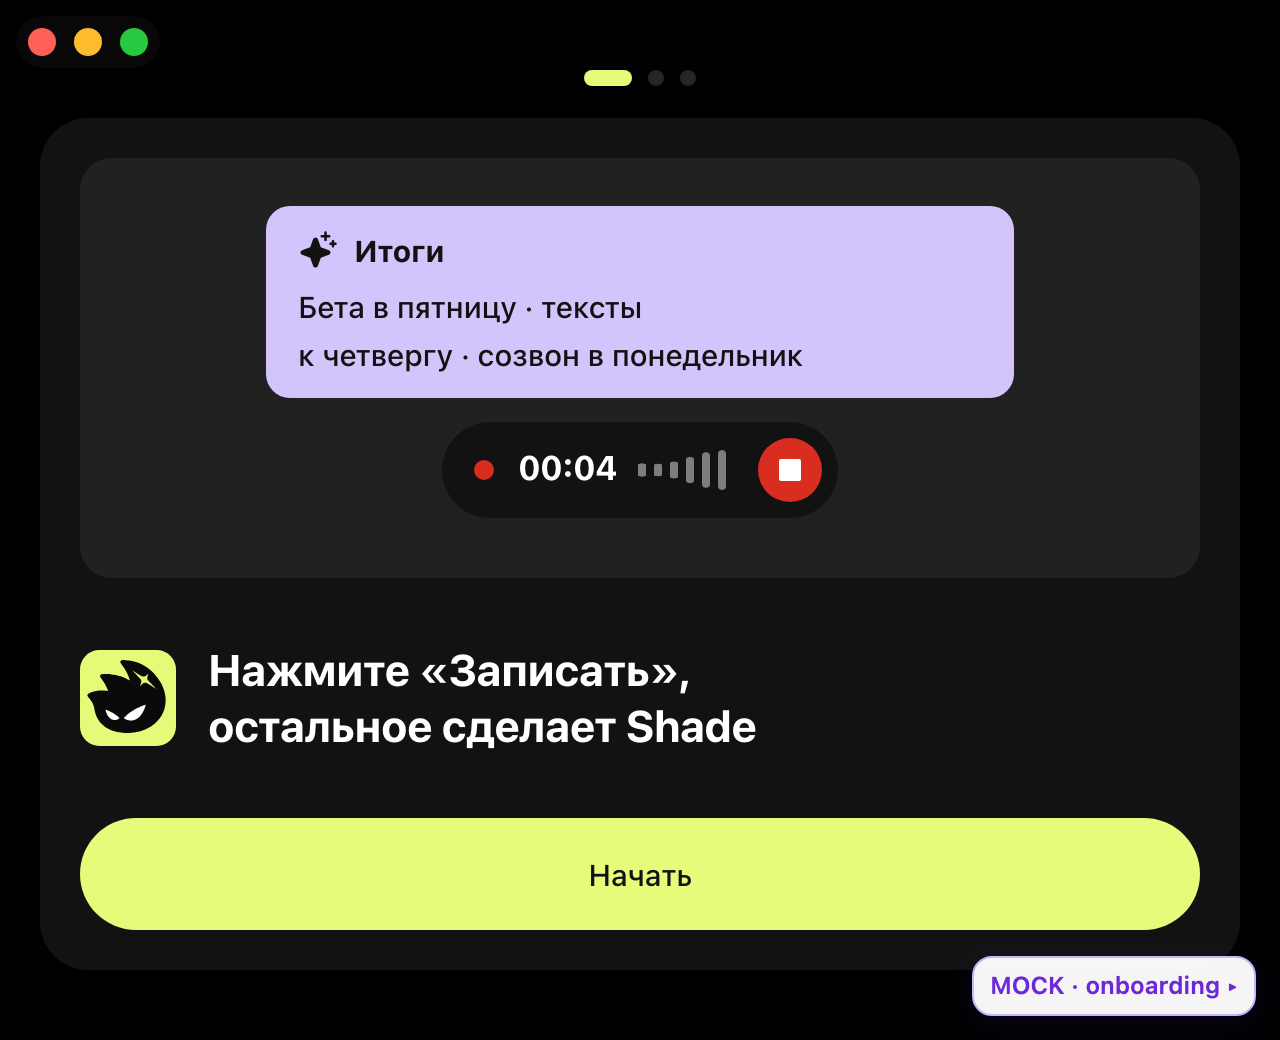 Итоги
Бета в пятницу · тексты
к четвергу · созвон в понедельник
00:04
Нажмите «Записать»,
остальное сделает Shade
Начать
MOCK · onboarding ▸